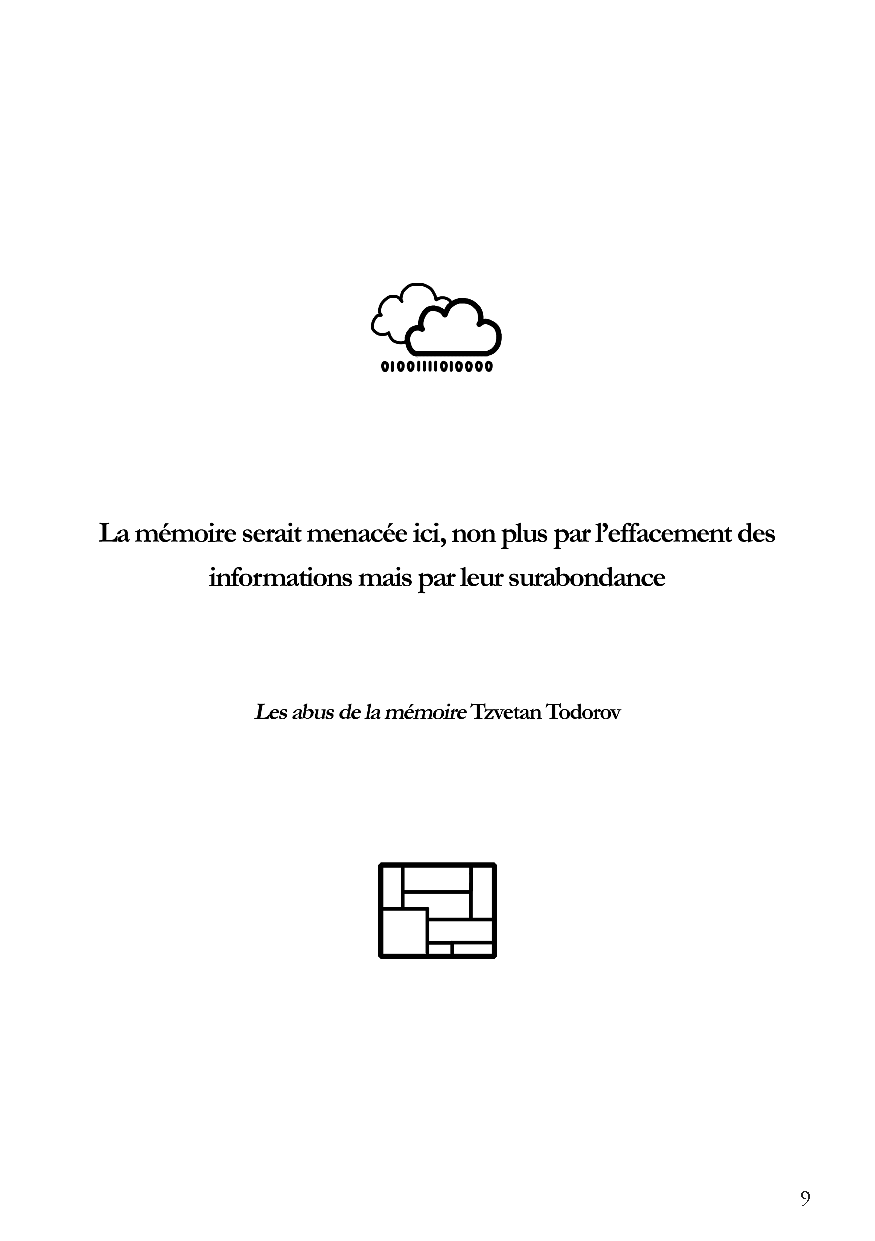 01001111010000
La mémoire serait menacée ici, non plus par l’effacement des
informations mais par leur surabondance
Les abus de la mémoire Tzvetan Todorov
9